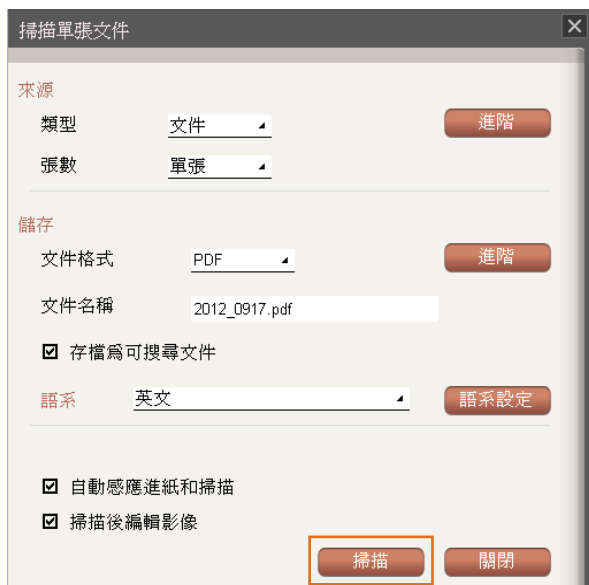 掃描單張文件
來源
類型 文件 進階
張數 單張
儲存
文件格式 PDF 進階
文件名稱 2012_0917.pdf
存檔為可搜尋文件
語系 英文 語系設定
自動感應進紙和掃描
掃描後編輯影像
掃描 關閉